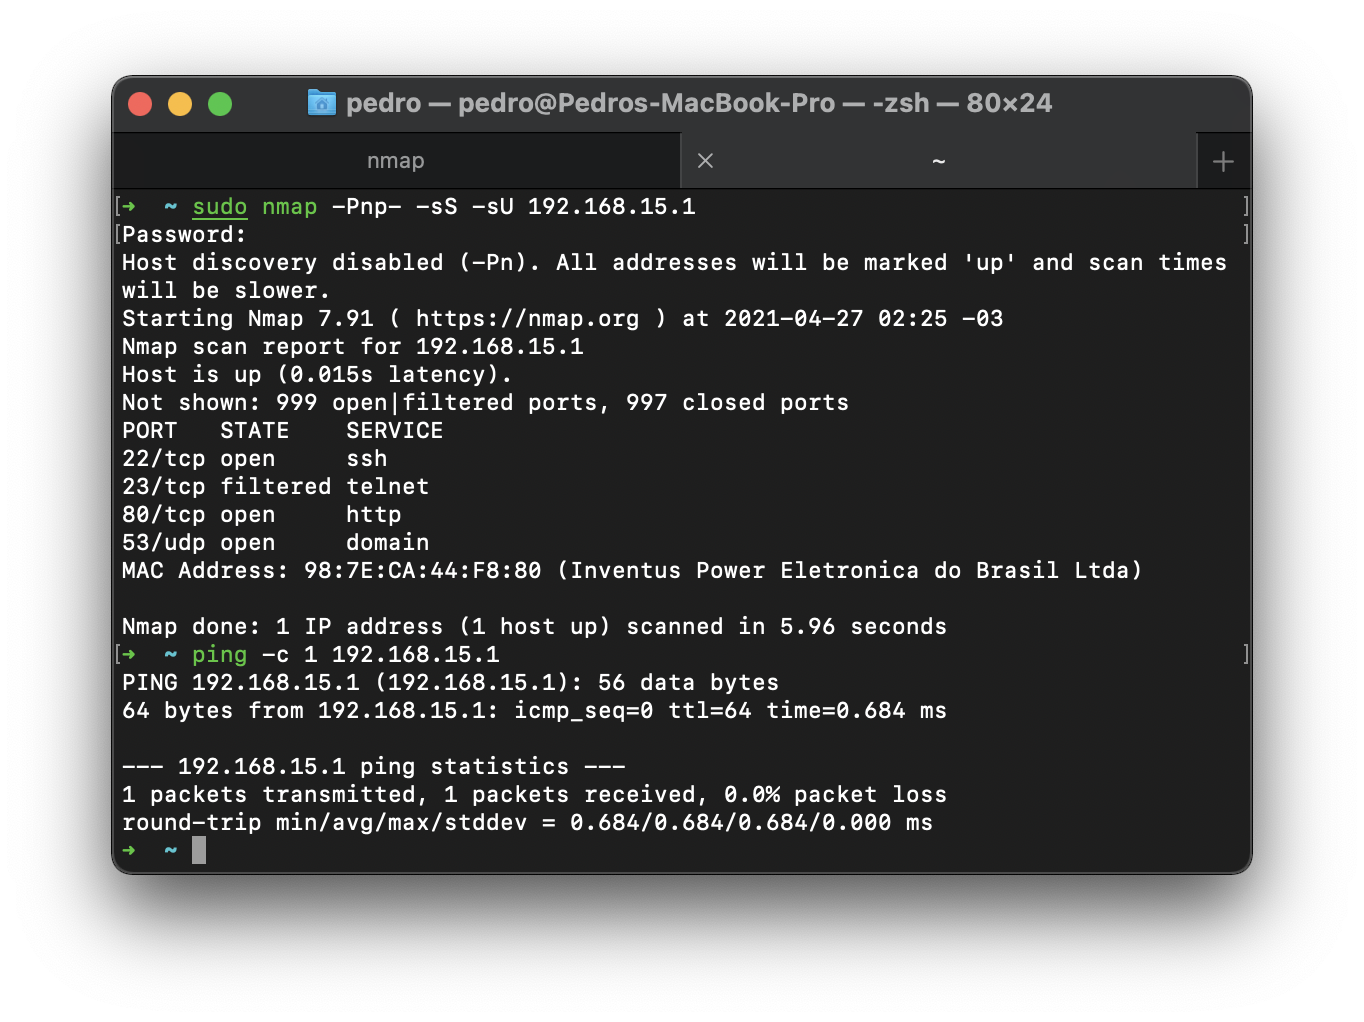 pedro — pedro@Pedros-MacBook-Pro — -zsh — 80×24
nmap ~
[➜ ~ sudo nmap -Pnp- -sS -sU 192.168.15.1 ]
[Password: ]
Host discovery disabled (-Pn). All addresses will be marked 'up' and scan times
will be slower.
Starting Nmap 7.91 ( https://nmap.org ) at 2021-04-27 02:25 -03
Nmap scan report for 192.168.15.1
Host is up (0.015s latency).
Not shown: 999 open|filtered ports, 997 closed ports
PORT   STATE    SERVICE
22/tcp open     ssh
23/tcp filtered telnet
80/tcp open     http
53/udp open     domain
MAC Address: 98:7E:CA:44:F8:80 (Inventus Power Eletronica do Brasil Ltda)
Nmap done: 1 IP address (1 host up) scanned in 5.96 seconds
[➜ ~ ping -c 1 192.168.15.1 ]
PING 192.168.15.1 (192.168.15.1): 56 data bytes
64 bytes from 192.168.15.1: icmp_seq=0 ttl=64 time=0.684 ms
--- 192.168.15.1 ping statistics ---
1 packets transmitted, 1 packets received, 0.0% packet loss
round-trip min/avg/max/stddev = 0.684/0.684/0.684/0.000 ms
➜ ~